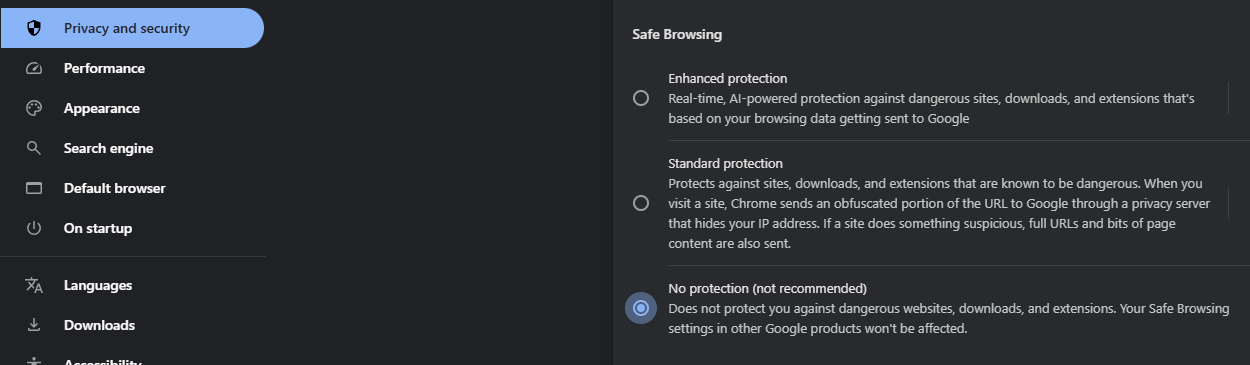 Privacy and security
Performance
Appearance
Search engine
Default browser
On startup
Languages
Downloads
Accessibility
Safe Browsing
Enhanced protection
Real-time, AI-powered protection against dangerous sites, downloads, and extensions that's
based on your browsing data getting sent to Google
Standard protection
Protects against sites, downloads, and extensions that are known to be dangerous. When you
visit a site, Chrome sends an obfuscated portion of the URL to Google through a privacy server
that hides your IP address. If a site does something suspicious, full URLs and bits of page
content are also sent.
No protection (not recommended)
Does not protect you against dangerous websites, downloads, and extensions. Your Safe Browsing
settings in other Google products won't be affected.